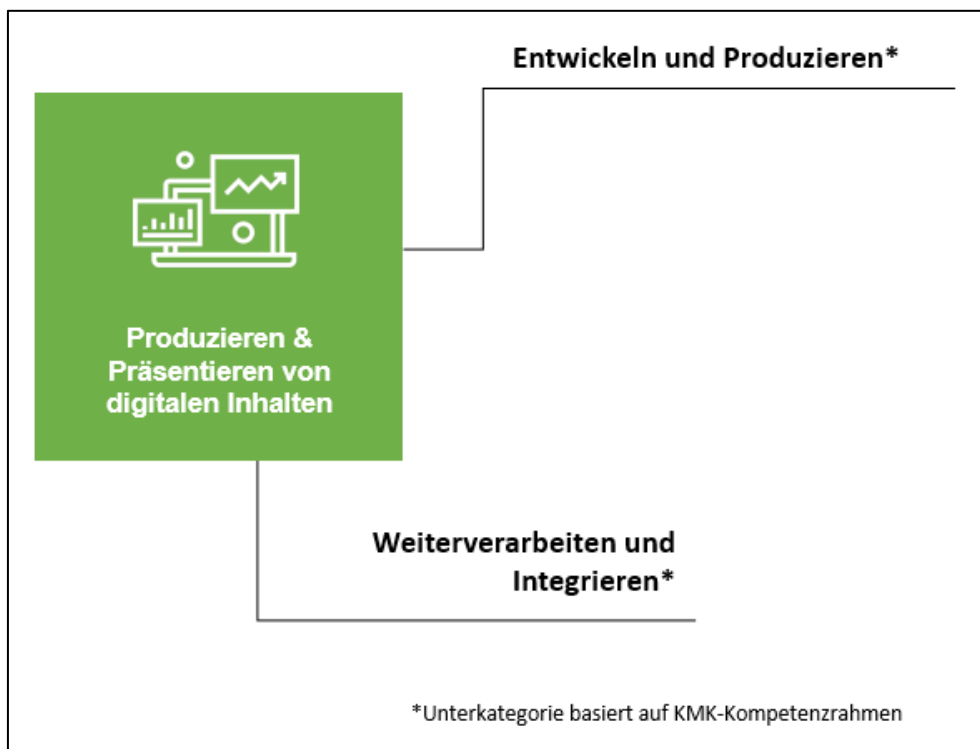 Entwickeln und Produzieren*
Produzieren &
Präsentieren von
digitalen Inhalten
Weiterverarbeiten und
Integrieren*
*Unterkategorie basiert auf KMK-Kompetenzrahmen